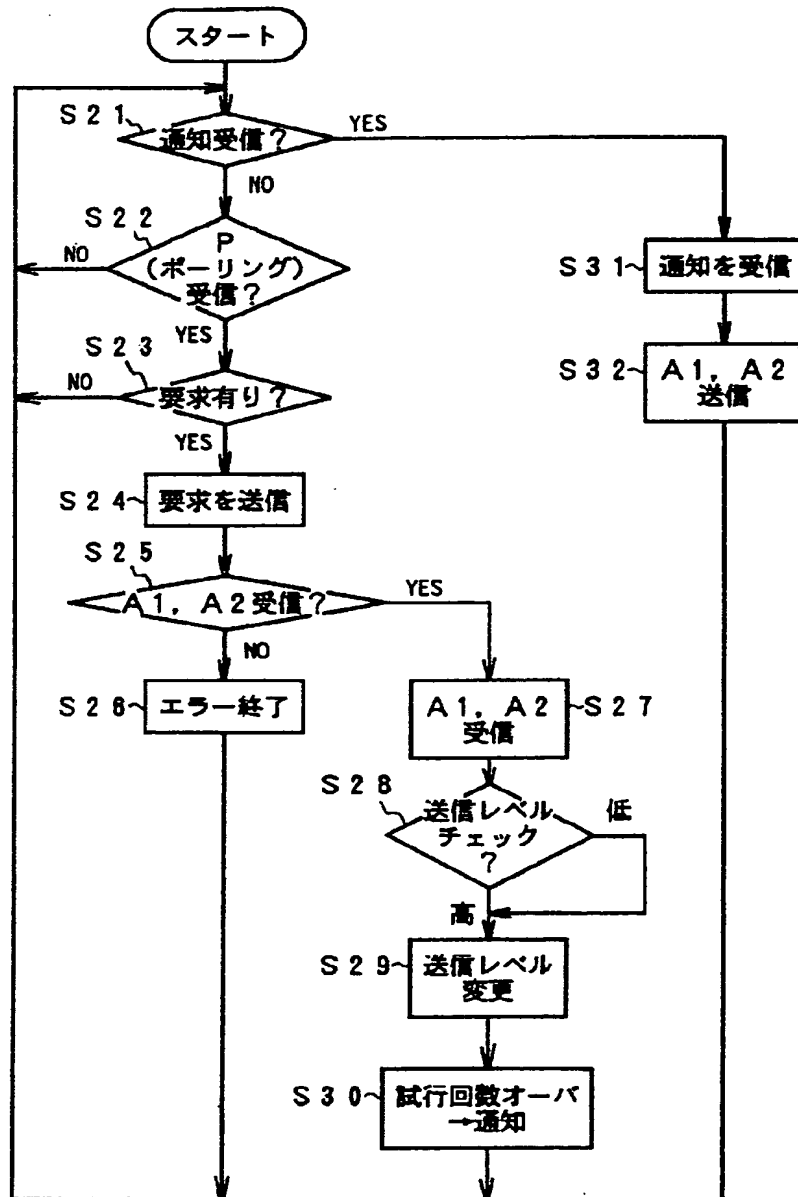 スタート
S21
通知受信?
YES
NO
S22
P
(ポーリング)
受信?
NO
YES
S31
通知を受信
S23
要求有り?
NO
YES
S32
A1, A2
送信
S24
要求を送信
S25
A1, A2受信?
YES
NO
S26
エラー終了
A1, A2
受信
S27
S28
送信レベル
チェック
?
低
高
S29
送信レベル
変更
S30
試行回数オーバ
→通知